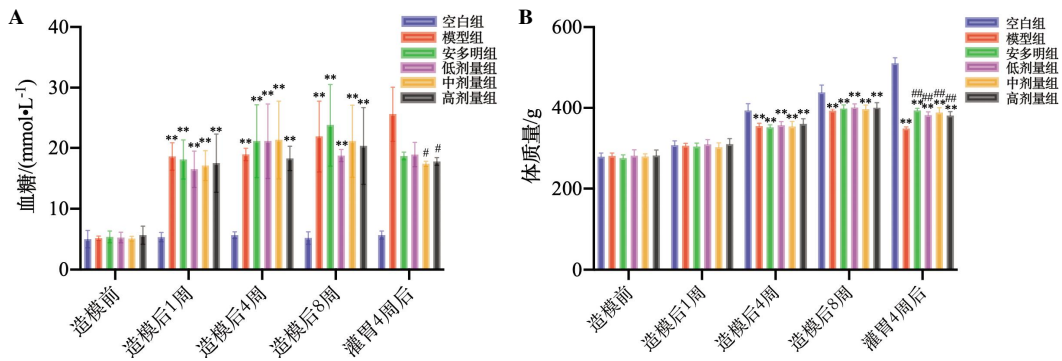 A
血糖/(mmol•L⁻¹)
40
30
20
10
0
** ** ** ** **
** ** ** ** **
** ** ** ** **
# #
造模前
造模后1周
造模后4周
造模后8周
灌胃4周后
空白组
模型组
安多明组
低剂量组
中剂量组
高剂量组
B
体质量/g
600
400
200
0
** ** ** ** **
** ** ** ** **
## ## ## ##
** ** ** ** **
造模前
造模后1周
造模后4周
造模后8周
灌胃4周后
空白组
模型组
安多明组
低剂量组
中剂量组
高剂量组